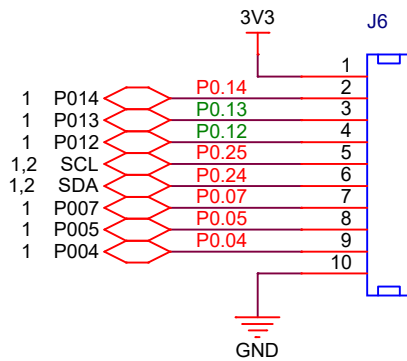 3V3
J6
1
1 P014 P0.14 2
1 P013 P0.13 3
1 P012 P0.12 4
1,2 SCL P0.25 5
1,2 SDA P0.24 6
1 P007 P0.07 7
1 P005 P0.05 8
1 P004 P0.04 9
10
GND